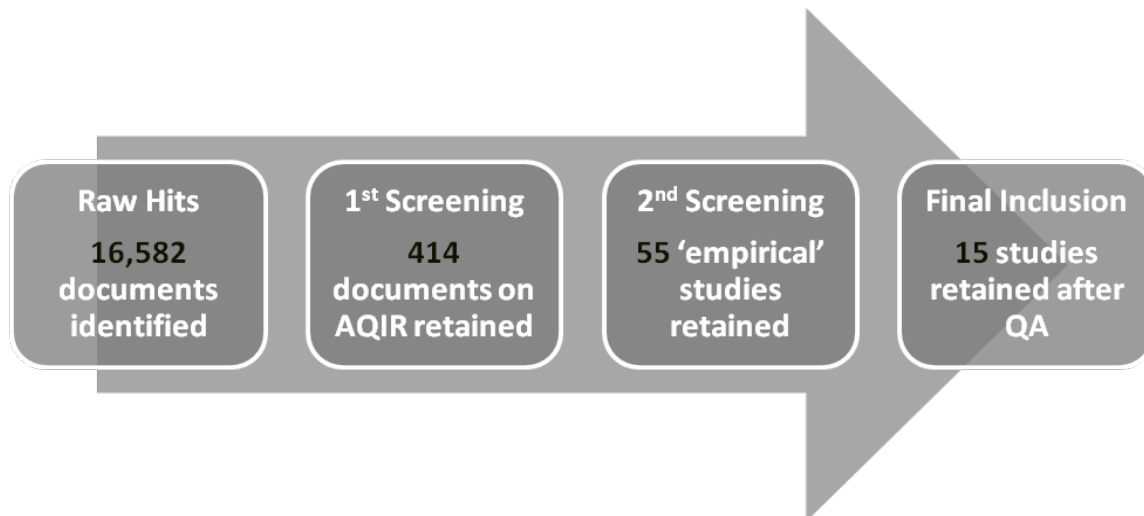 Raw Hits
16,582
documents
identified
1st Screening
414
documents on
AQIR retained
2nd Screening
55 ‘empirical’
studies
retained
Final Inclusion
15 studies
retained after
QA